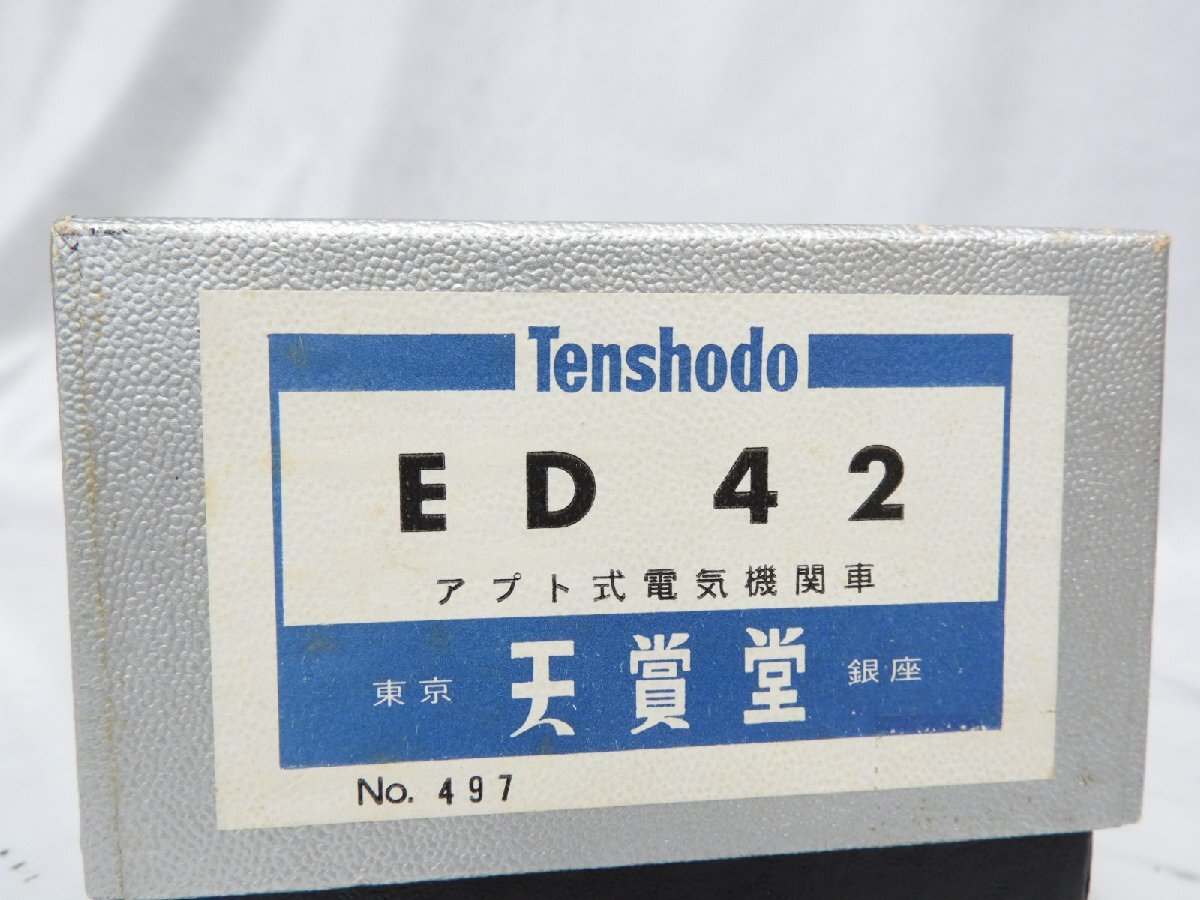 Tenshodo
ED 42
アプト式電気機関車
東京 天賞堂 銀座
No. 497